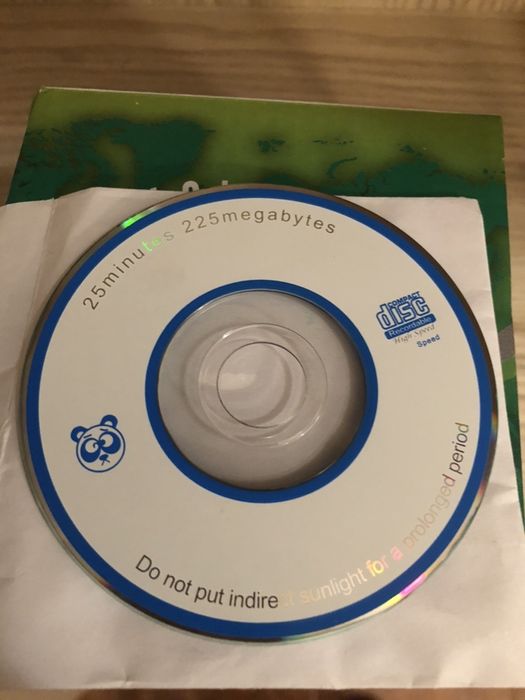 25minutes 225megabytes
COMPACT
disc
Recordable
High Speed
Speed
Do not put indirect sunlight for a prolonged period